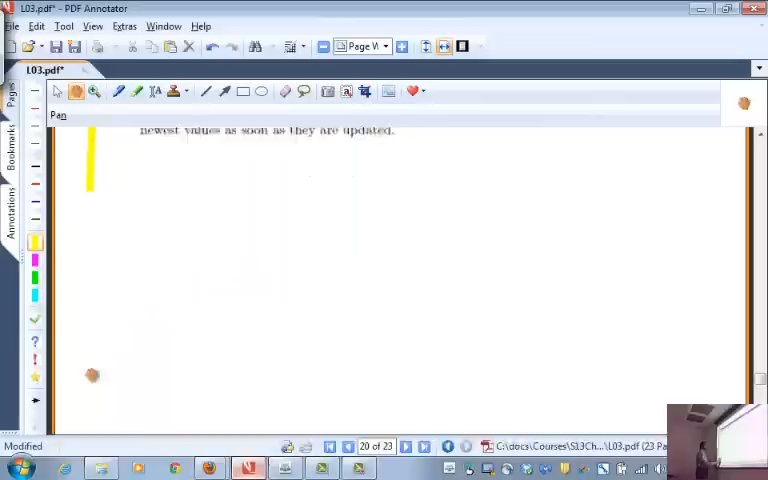 L03.pdf* - PDF Annotator
File Edit Tool View Extras Window Help
Page W
L03.pdf*
Pan
Pages
Bookmarks
Annotations
newest values as soon as they are updated.
Modified
20 of 23
C:\docs\Courses\S13Ch...\L03.pdf (23 Pa